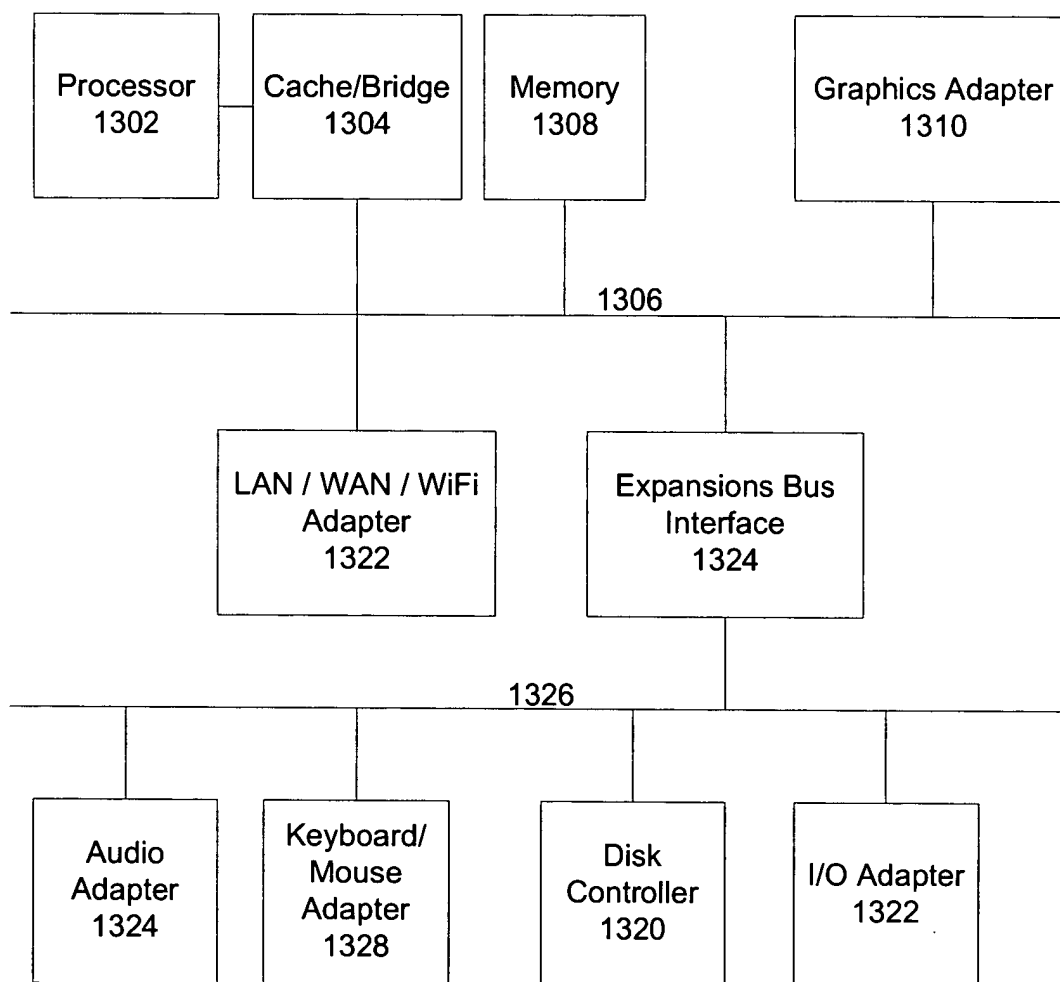 Processor
1302
Cache/Bridge
1304
Memory
1308
Graphics Adapter
1310
1306
LAN / WAN / WiFi
Adapter
1322
Expansions Bus
Interface
1324
1326
Audio
Adapter
1324
Keyboard/
Mouse
Adapter
1328
Disk
Controller
1320
I/O Adapter
1322